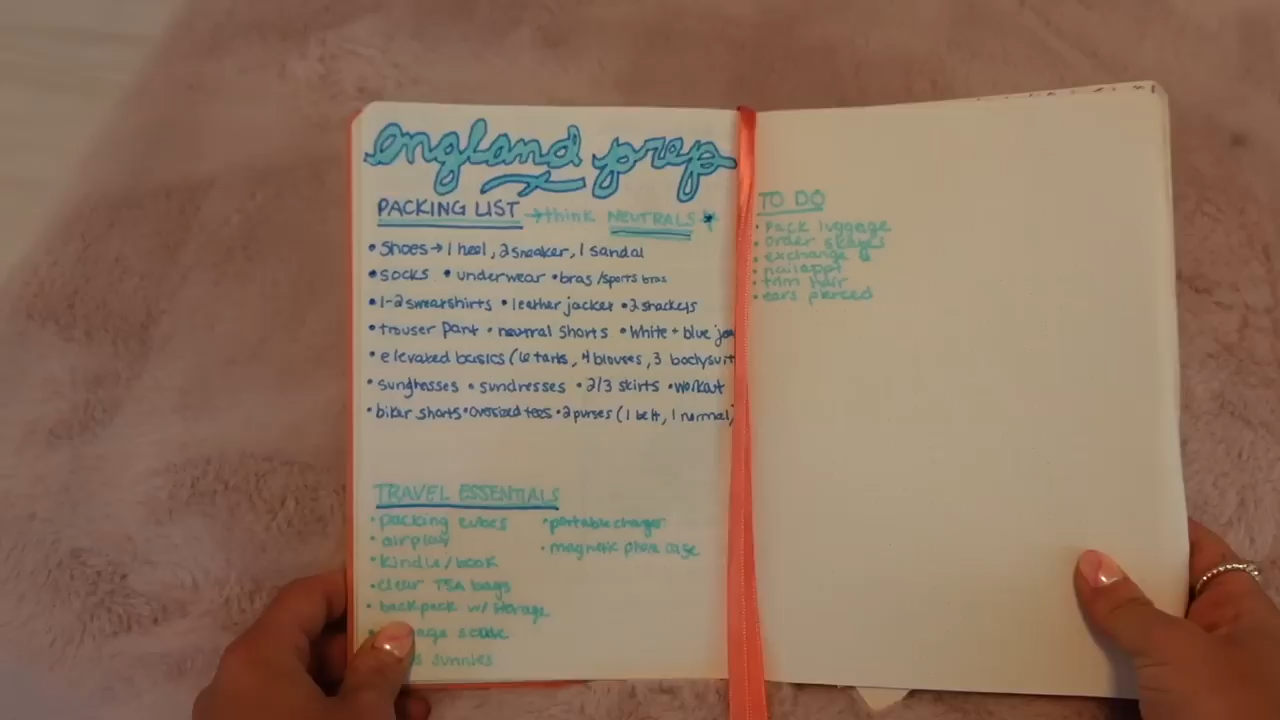 england prep
PACKING LIST → think NEUTRALS
• Shoes → 1 heel, 2 sneaker, 1 sandal
• socks • underwear • bras /sports bras
• 1-2 sweatshirts • leather jacket • 2 shackets
• trouser pant • neutral shorts • white + blue
• elevated basics (6 tanks, 4 blouses, 3 bodysuit
• sunglasses • sundresses • 2/3 skirts • workout
• biker shorts • oversized tees • 2 purses (1 belt, 1 normal)
TRAVEL ESSENTIALS
• packing cubes
• airplay
• kindle/book
• clear TSA bags
• backpack w/ storage
sunnies
• portable charger
• magnetic phone case
TO DO
• Pack luggage
• order
• exchange $
• nail appt
• trim hair
• ears pierced